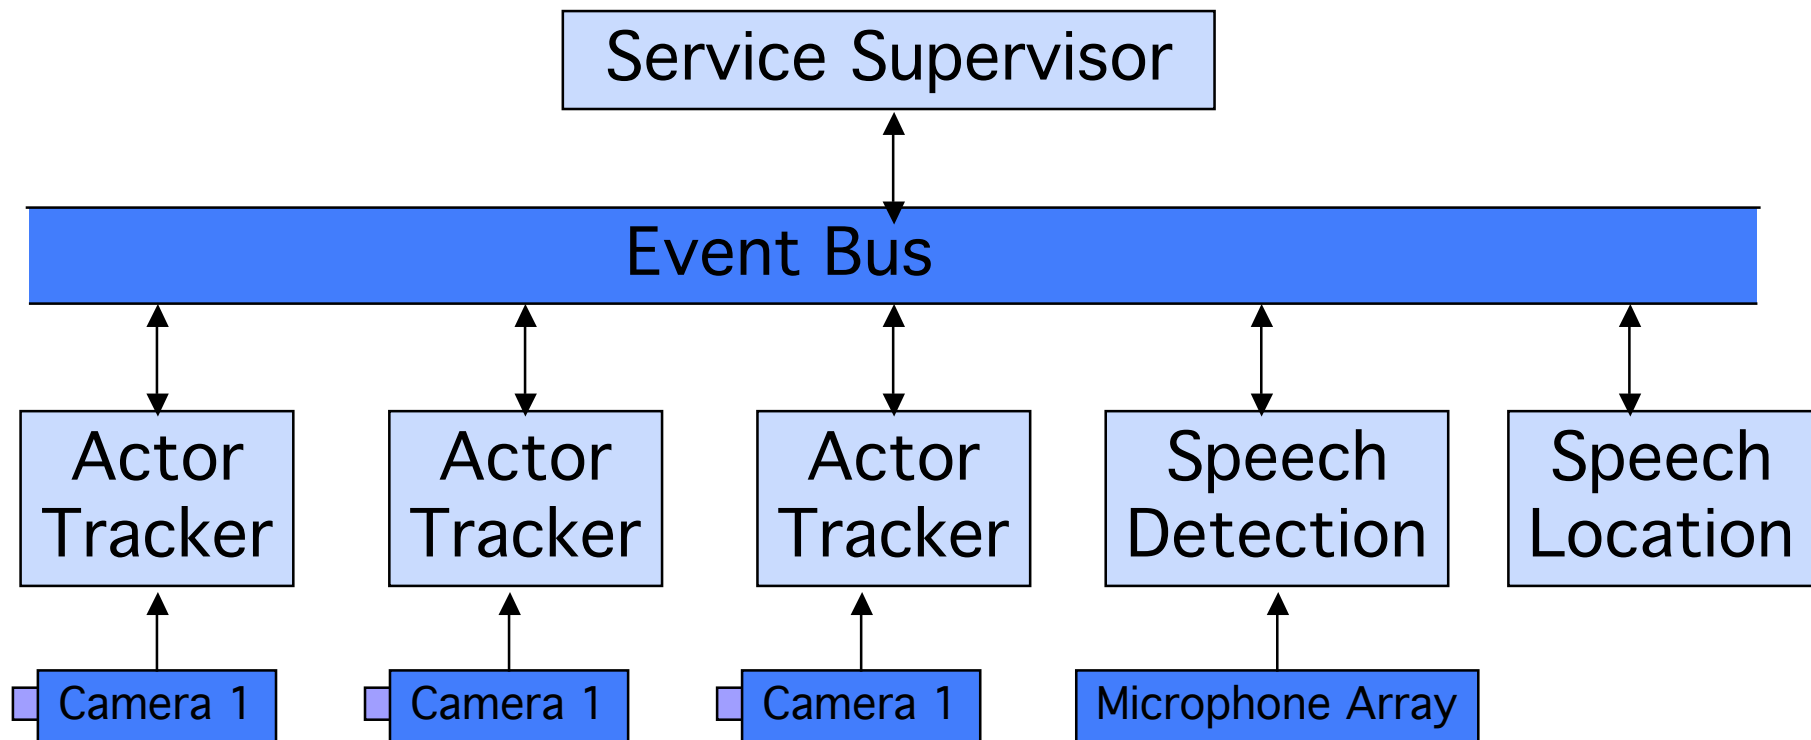 Service Supervisor
Event Bus
Actor
Tracker
Actor
Tracker
Actor
Tracker
Speech
Detection
Speech
Location
Camera 1
Camera 1
Camera 1
Microphone Array